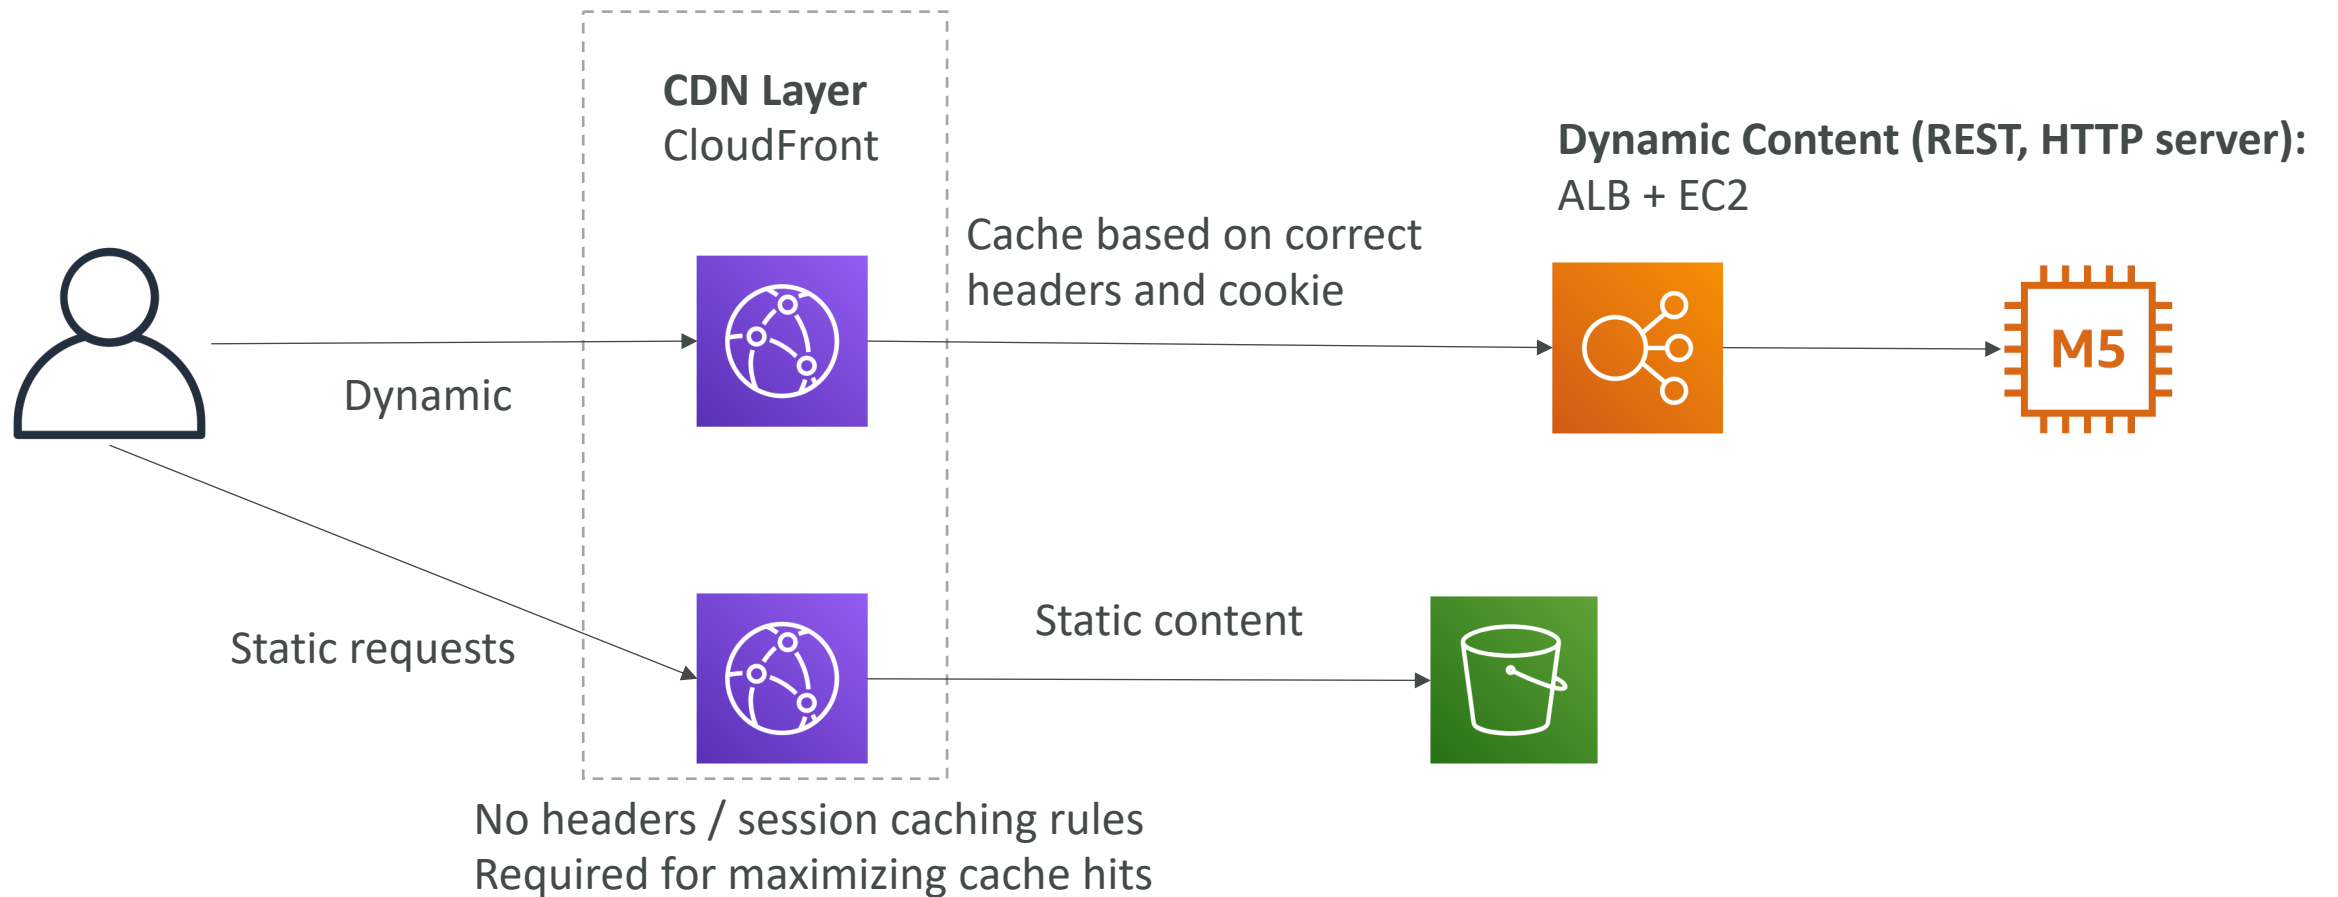 CDN Layer
CloudFront
Dynamic Content (REST, HTTP server):
ALB + EC2
Cache based on correct
headers and cookie
M5
Dynamic
Static content
Static requests
No headers / session caching rules
Required for maximizing cache hits